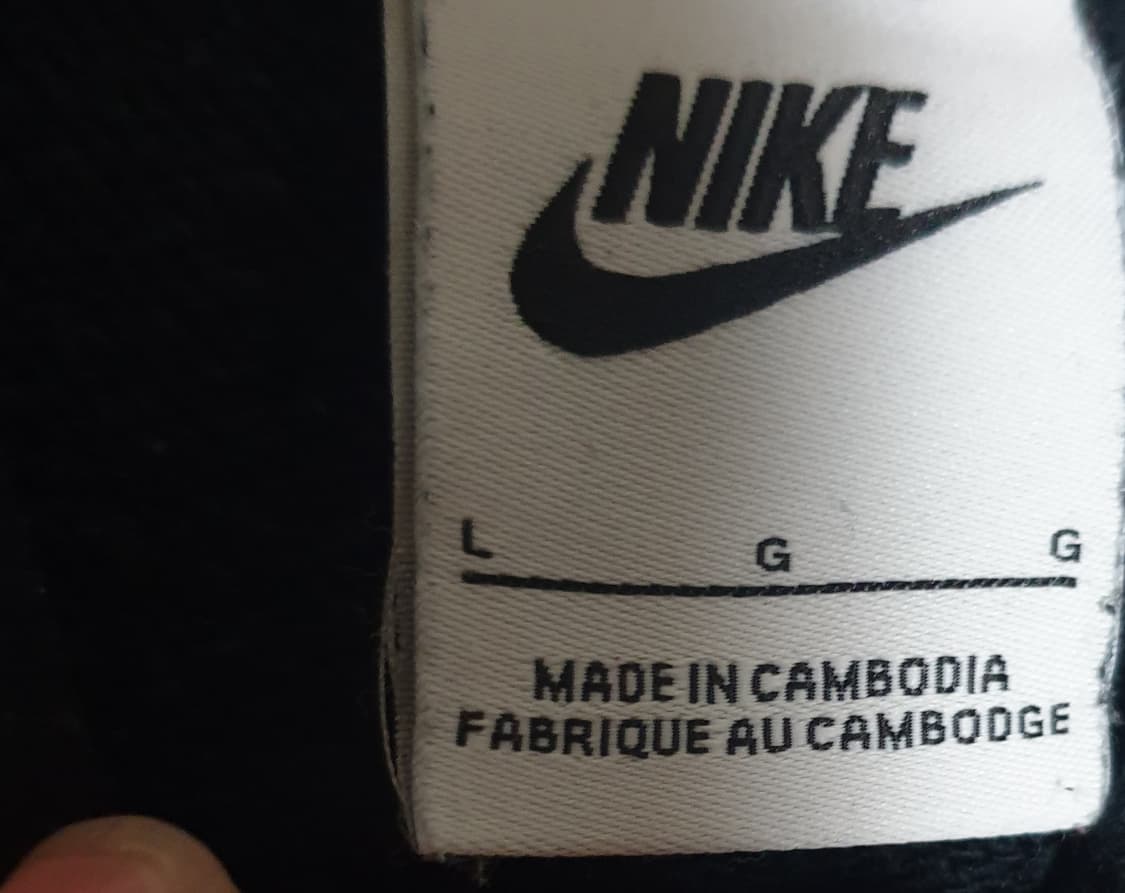 NIKE
L G G
MADE IN CAMBODIA
FABRIQUE AU CAMBODGE